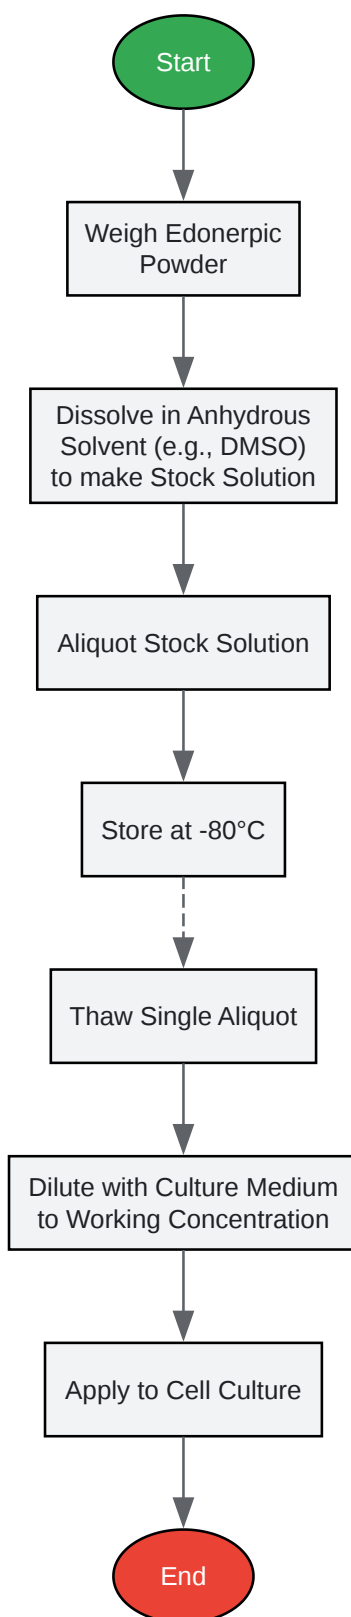 Start
Weigh Edonerpic
Powder
Dissolve in Anhydrous
Solvent (e.g., DMSO)
to make Stock Solution
Aliquot Stock Solution
Store at -80°C
Thaw Single Aliquot
Dilute with Culture Medium
to Working Concentration
Apply to Cell Culture
End